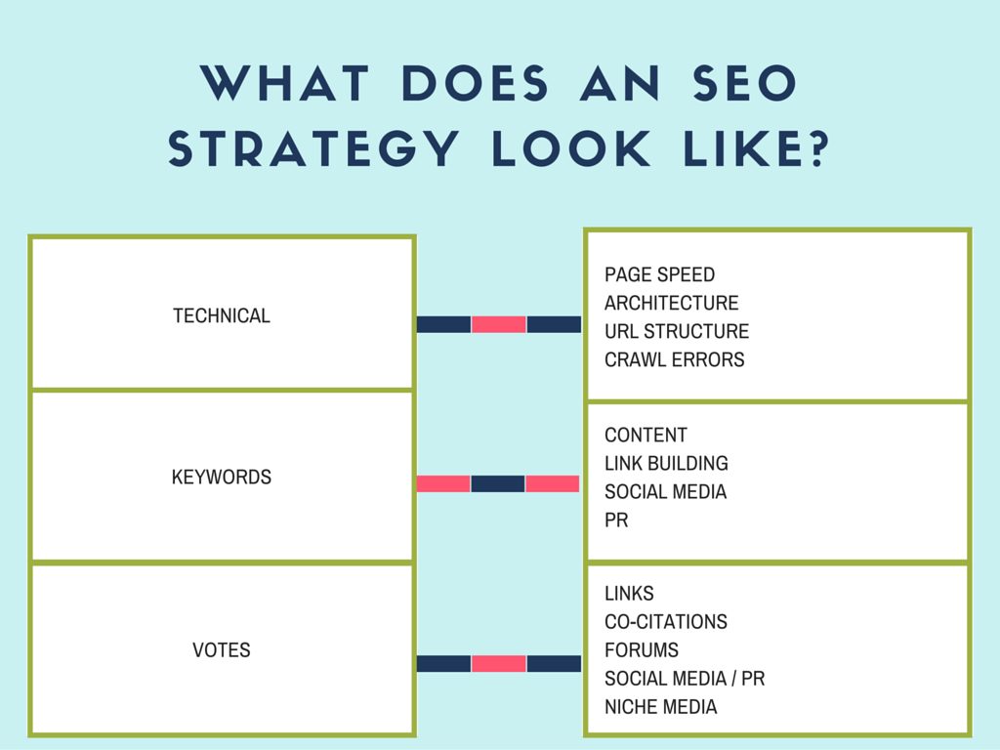 WHAT DOES AN SEO
STRATEGY LOOK LIKE?
TECHNICAL
PAGE SPEED
ARCHITECTURE
URL STRUCTURE
CRAWL ERRORS
KEYWORDS
CONTENT
LINK BUILDING
SOCIAL MEDIA
PR
VOTES
LINKS
CO-CITATIONS
FORUMS
SOCIAL MEDIA / PR
NICHE MEDIA